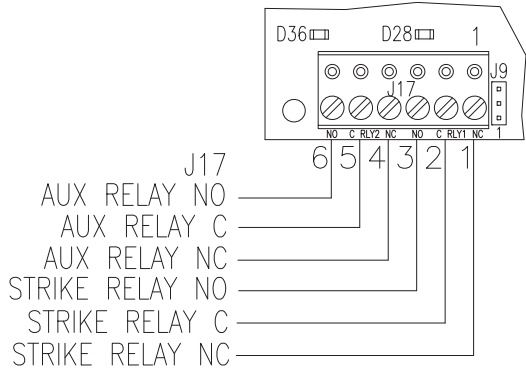 D36 D28 1
J9
J17
NO C RLY2 NC NO C RLY1 NC 1
6 5 4 3 2 1
J17
AUX RELAY NO
AUX RELAY C
AUX RELAY NC
STRIKE RELAY NO
STRIKE RELAY C
STRIKE RELAY NC